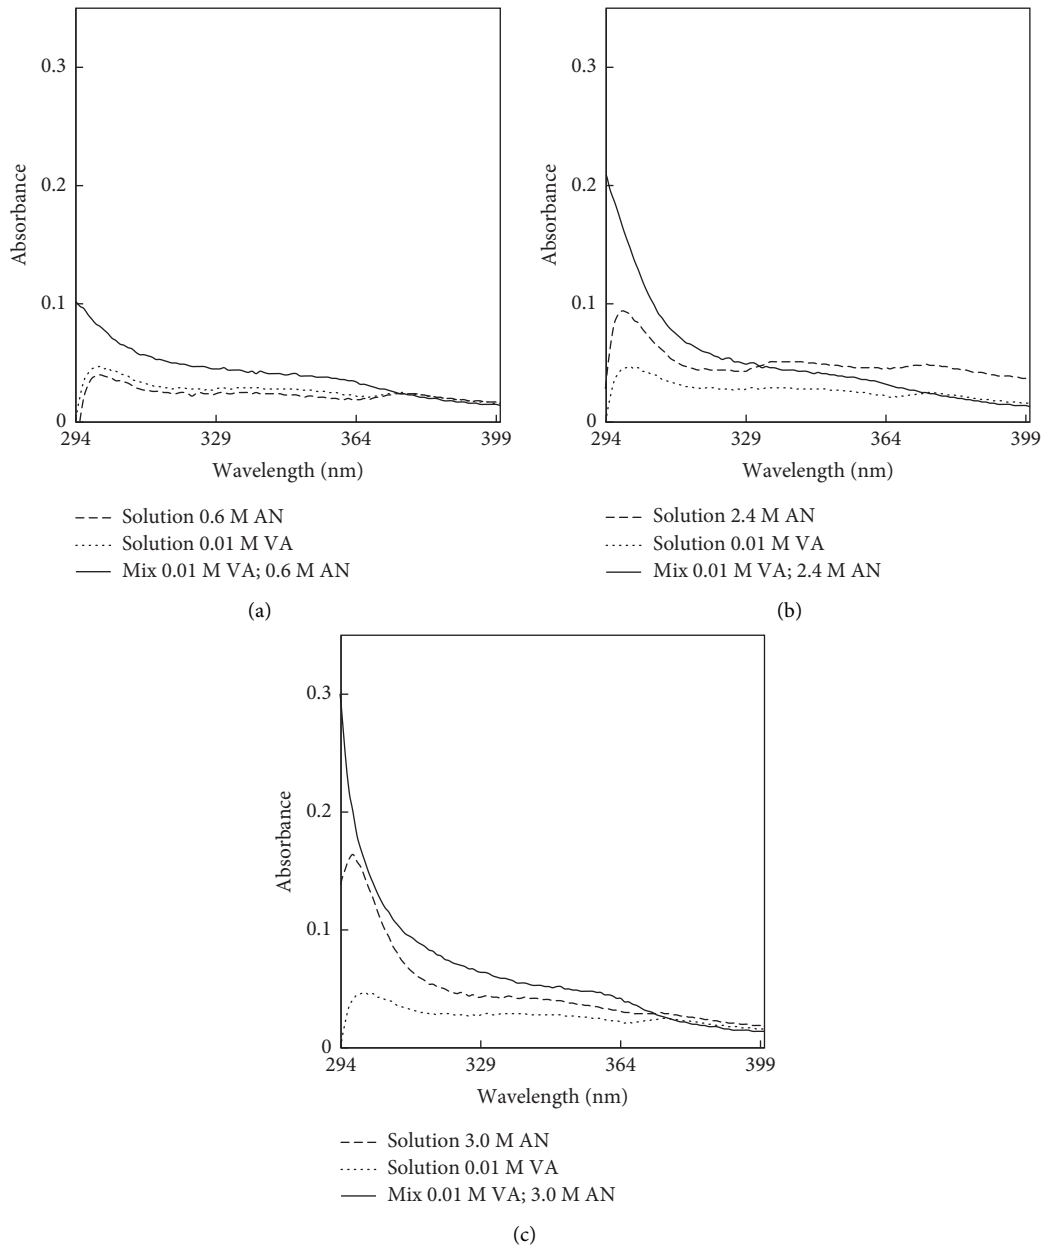 0.3
0.2
Absorbance
0.1
0
294
329
364
399
Wavelength (nm)
Solution 0.6 M AN
Solution 0.01 M VA
Mix 0.01 M VA; 0.6 M AN
(a)
0.3
0.2
Absorbance
0.1
0
294
329
364
399
Wavelength (nm)
Solution 2.4 M AN
Solution 0.01 M VA
Mix 0.01 M VA; 2.4 M AN
(b)
0.3
0.2
Absorbance
0.1
0
294
329
364
399
Wavelength (nm)
Solution 3.0 M AN
Solution 0.01 M VA
Mix 0.01 M VA; 3.0 M AN
(c)